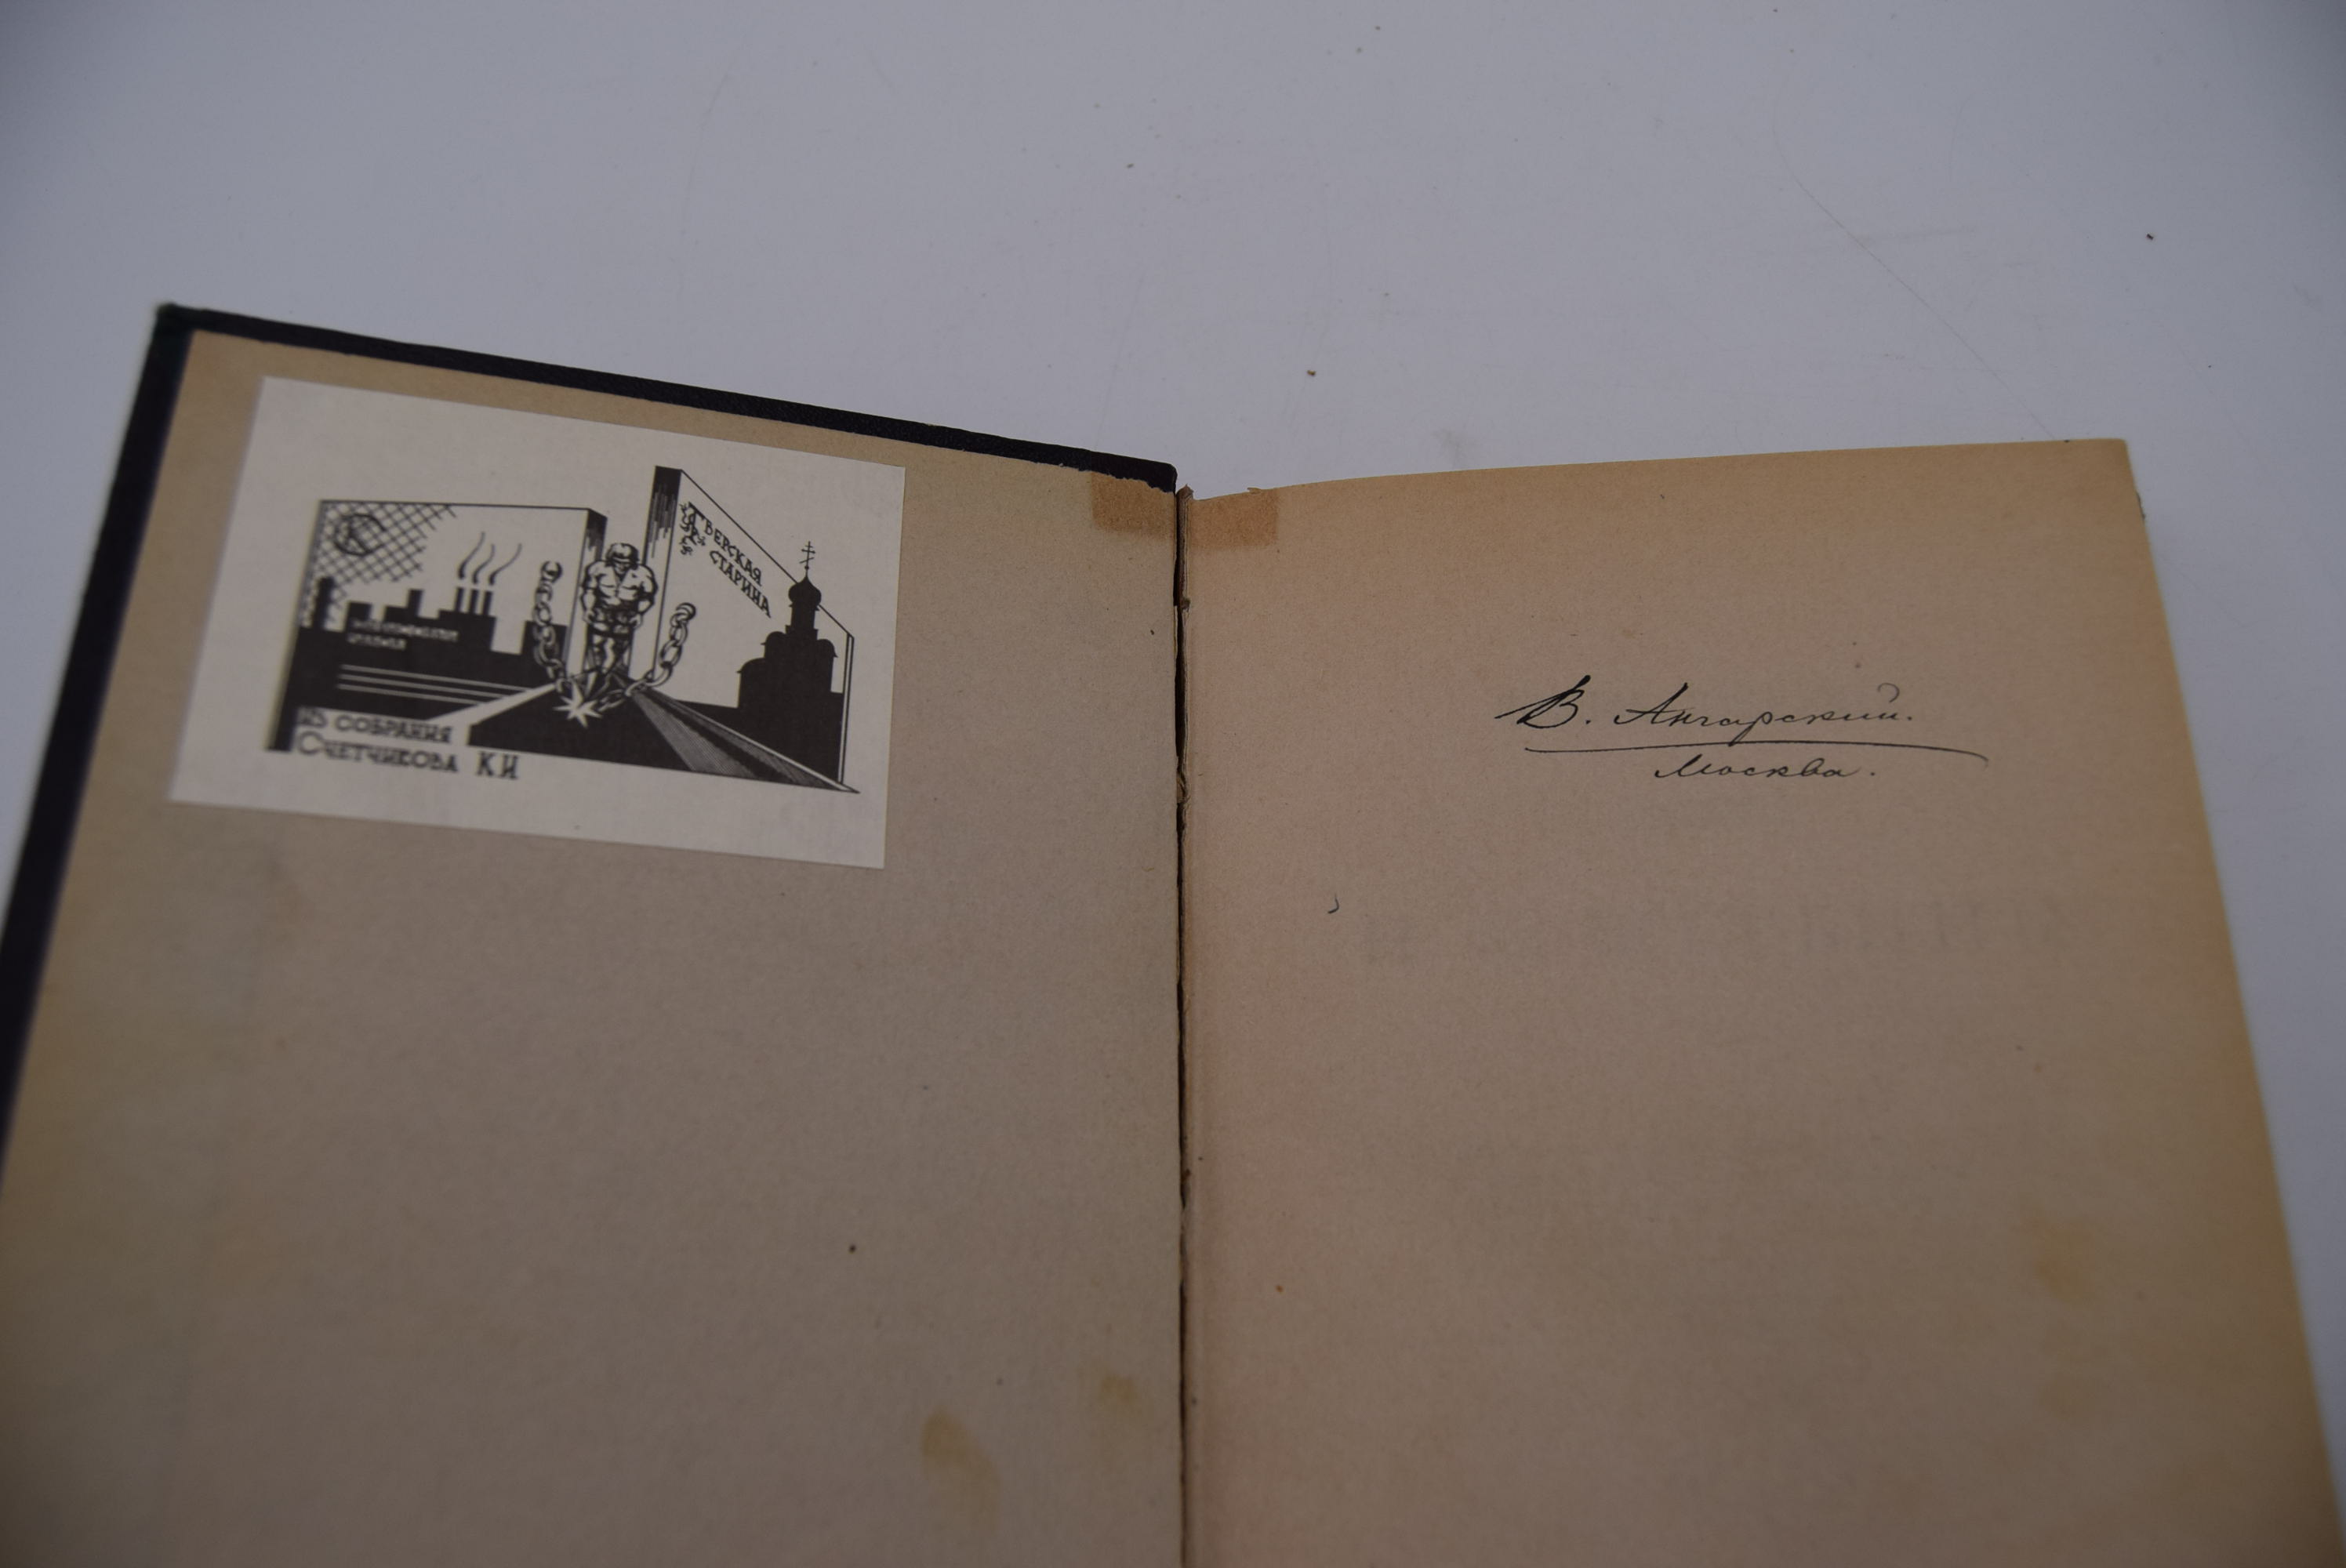 ТВЕРСКАЯ
СТАРИНА
ИЗ СОБРАНИЯ
СЧЕТЧИКОВА К.И
В. Ангарский.
Москва.